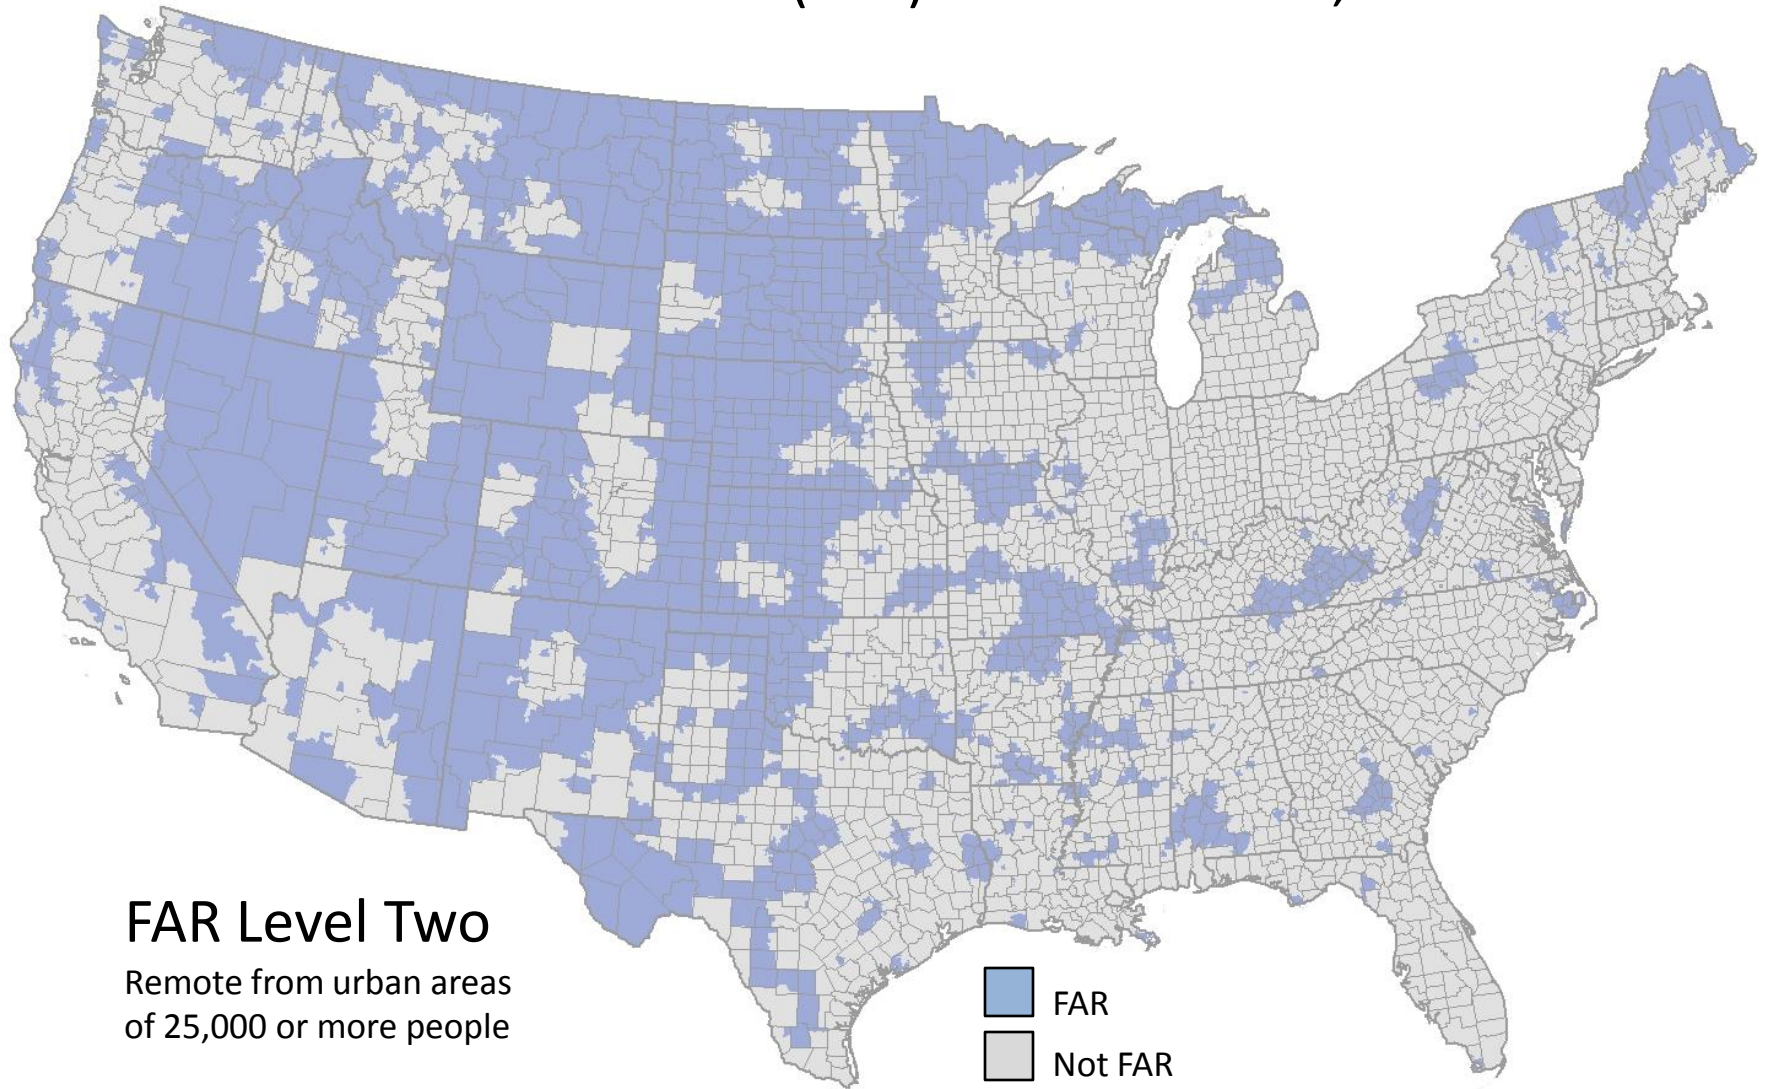 FAR Level Two
Remote from urban areas
of 25,000 or more people
FAR
Not FAR